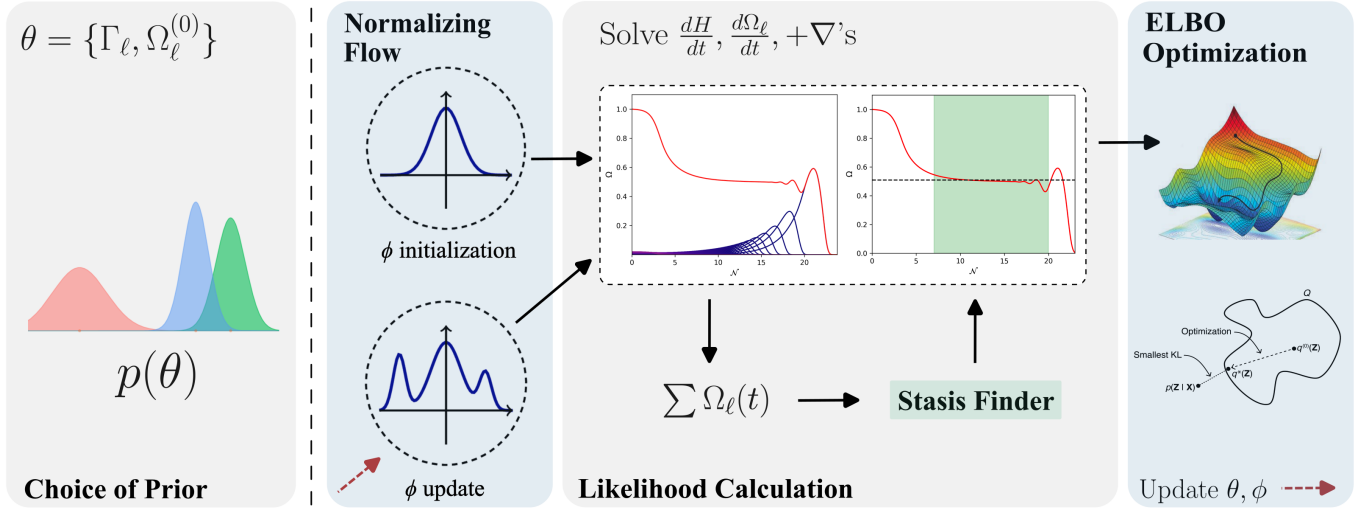 θ = {Γ_ℓ, Ω_ℓ^(0)}
p(θ)
Choice of Prior
Normalizing
Flow
ϕ initialization
ϕ update
Solve dH/dt, dΩ_ℓ/dt, +∇'s
1.0
0.8
0.6
Ω
0.4
0.2
0 5 10 15 20
𝒩
1.0
0.8
0.6
Ω
0.4
0.2
0 5 10 15 20
𝒩
∑ Ω_ℓ(t)
Stasis Finder
Likelihood Calculation
ELBO
Optimization
Q
Optimization
Smallest KL
q*(Z)
p(Z | X)
Update θ, ϕ